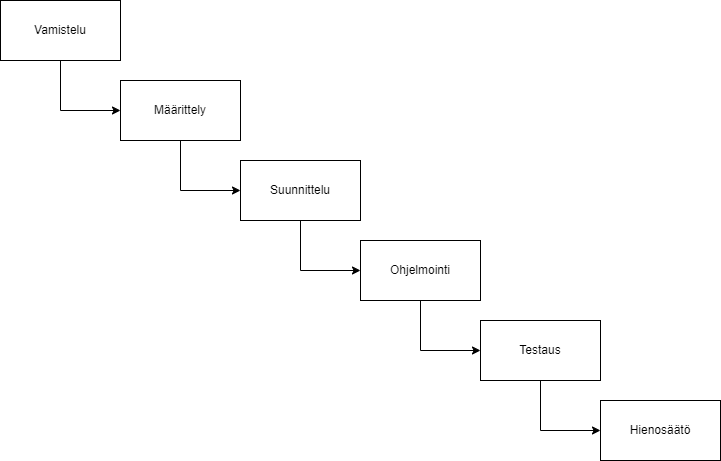 Vamistelu
Määrittely
Suunnittelu
Ohjelmointi
Testaus
Hienosäätö